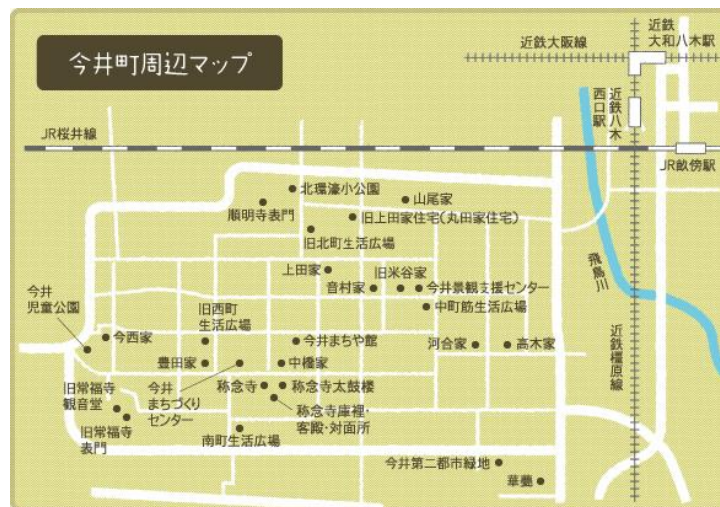 今井町周辺マップ
近鉄大阪線
近鉄
大和八木駅
近鉄八木
西口駅
JR桜井線
JR畝傍駅
北環濠小公園
山尾家
順明寺表門
旧上田家住宅(丸田家住宅)
旧北町生活広場
飛鳥川
上田家
旧米谷家
音村家
今井景観支援センター
中町筋生活広場
今井
児童公園
旧西町
生活広場
今西家
今井まちや館
河合家
高木家
近鉄橿原線
豊田家
中橋家
今井
まちづくり
センター
称念寺
称念寺太鼓楼
旧常福寺
観音堂
称念寺庫裡・
客殿・対面所
旧常福寺
表門
南町生活広場
今井第二都市緑地
華甍